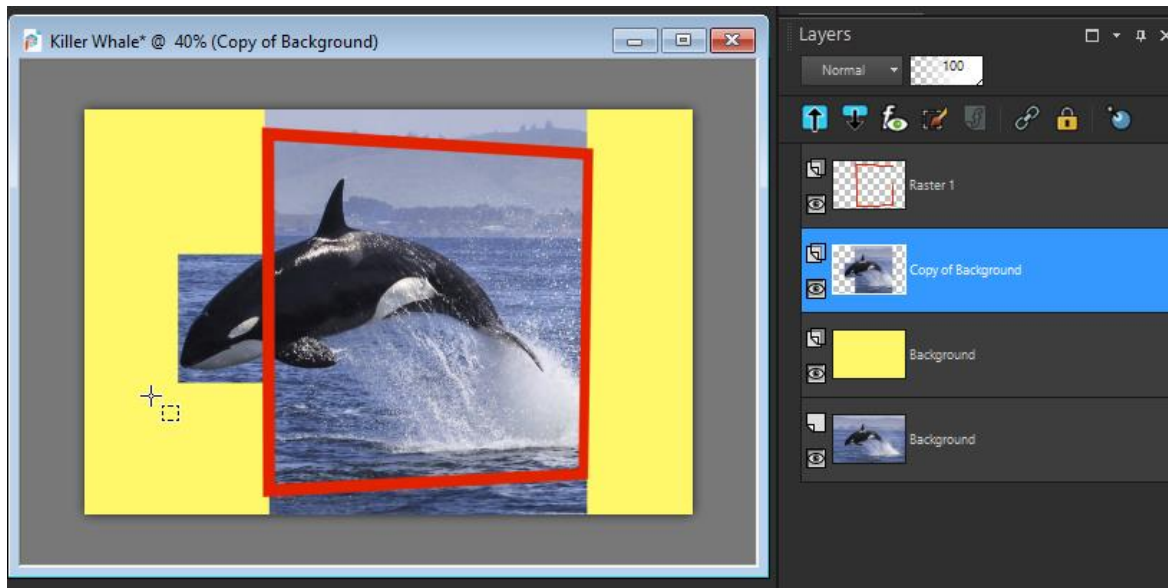 Killer Whale* @ 40% (Copy of Background)
Layers
Normal
100
Raster 1
Copy of Background
Background
Background